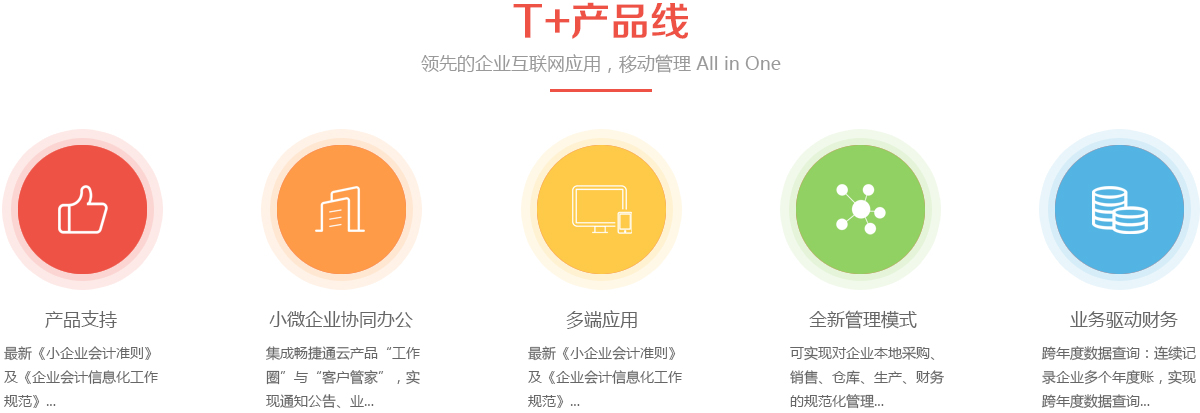 T+产品线
领先的企业互联网应用，移动管理 All in One
产品支持
最新《小企业会计准则》
及《企业会计信息化工作
规范》...
小微企业协同办公
集成畅捷通云产品“工作
圈”与“客户管家”，实
现通知公告、业...
多端应用
最新《小企业会计准则》
及《企业会计信息化工作
规范》...
全新管理模式
可实现对企业本地采购、
销售、仓库、生产、财务
的规范化管理...
业务驱动财务
跨年度数据查询：连续记
录企业多个年度账，实现
跨年度数据查询...